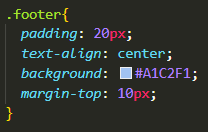 .footer{
padding: 20px;
text-align: center;
background: #A1C2F1;
margin-top: 10px;
}